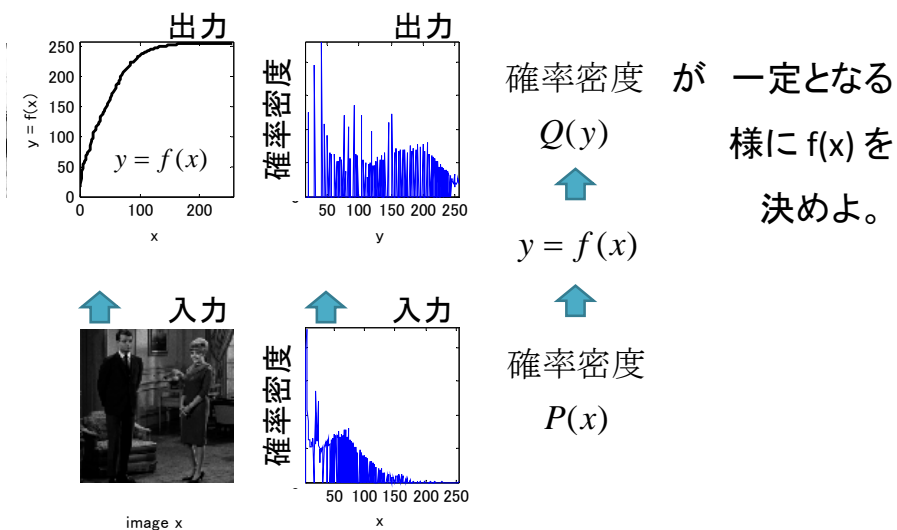 出力
250
200
150
100
50
0
y = f(x)
y = f(x)
0 100 200
x
出力
確率密度
50 100 150 200 250
y
確率密度 が 一定となる
Q(y) 様に f(x) を
決めよ。
y = f(x)
確率密度
P(x)
入力
image x
入力
確率密度
50 100 150 200 250
x